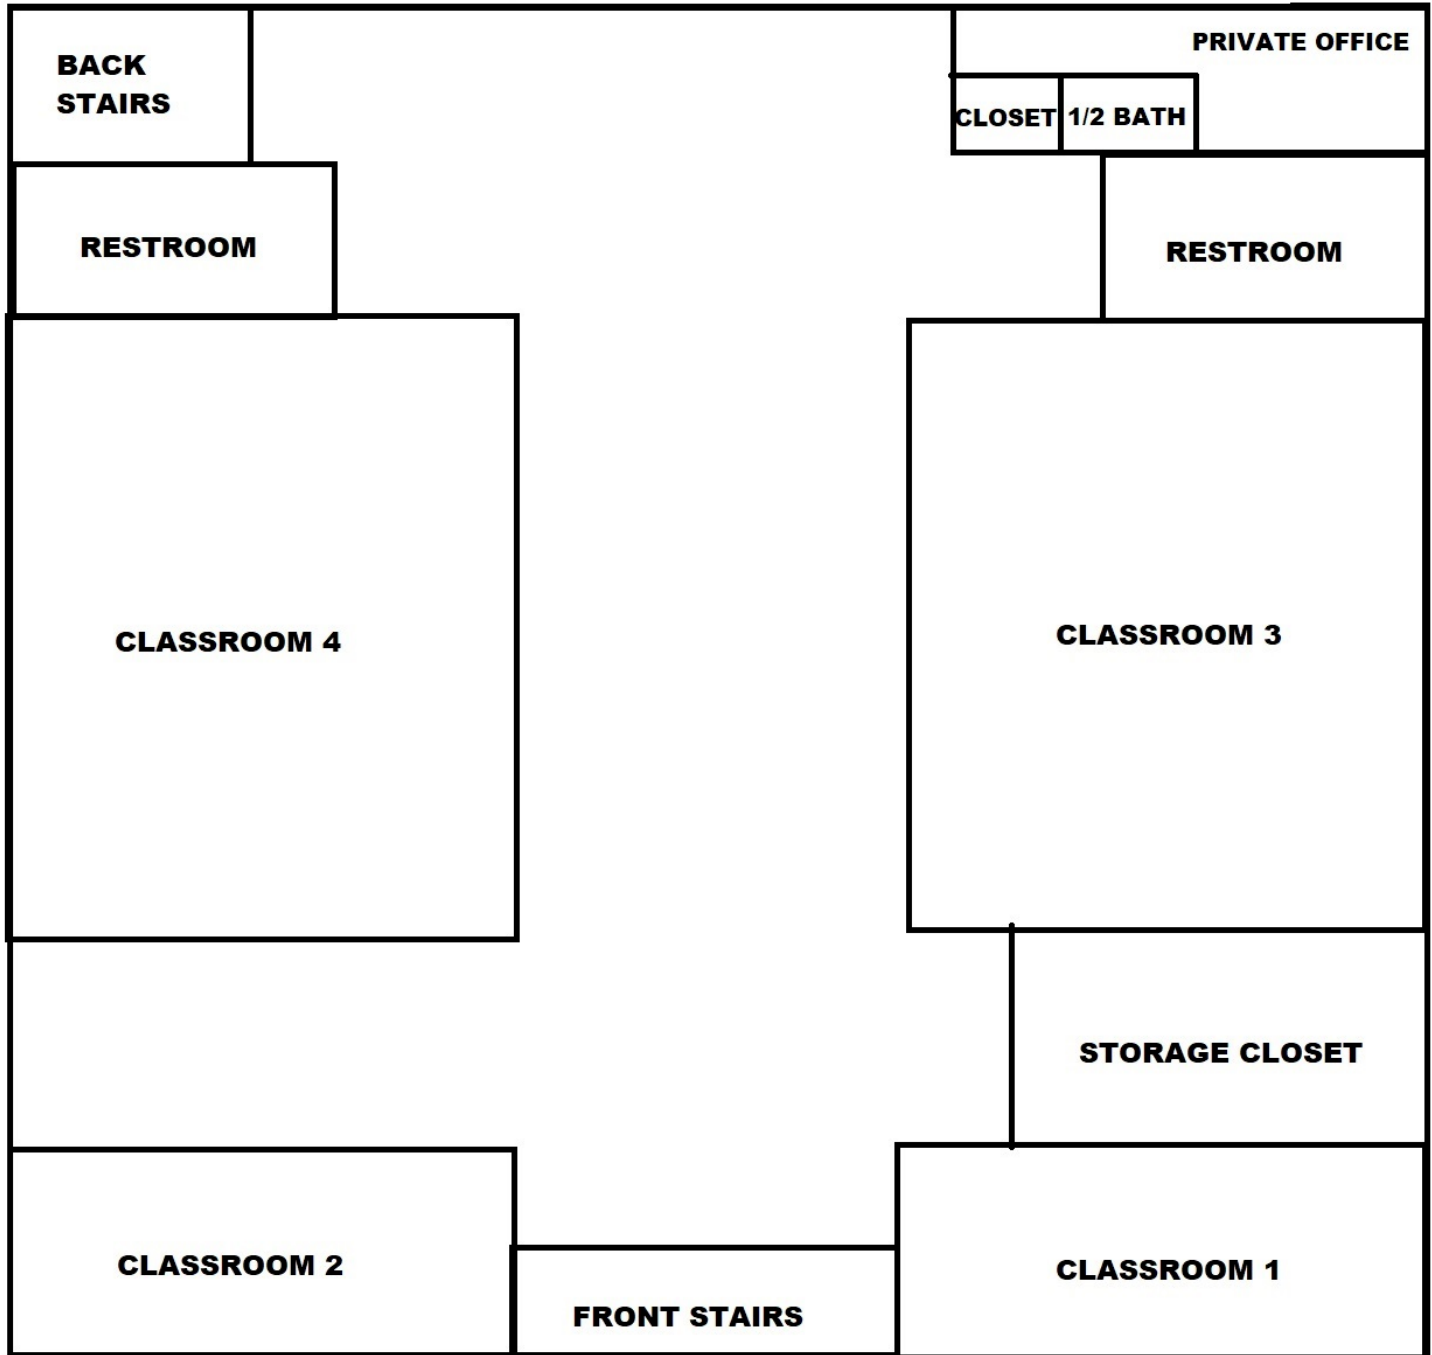 BACK
STAIRS
PRIVATE OFFICE
CLOSET
1/2 BATH
RESTROOM
RESTROOM
CLASSROOM 4
CLASSROOM 3
STORAGE CLOSET
CLASSROOM 2
CLASSROOM 1
FRONT STAIRS